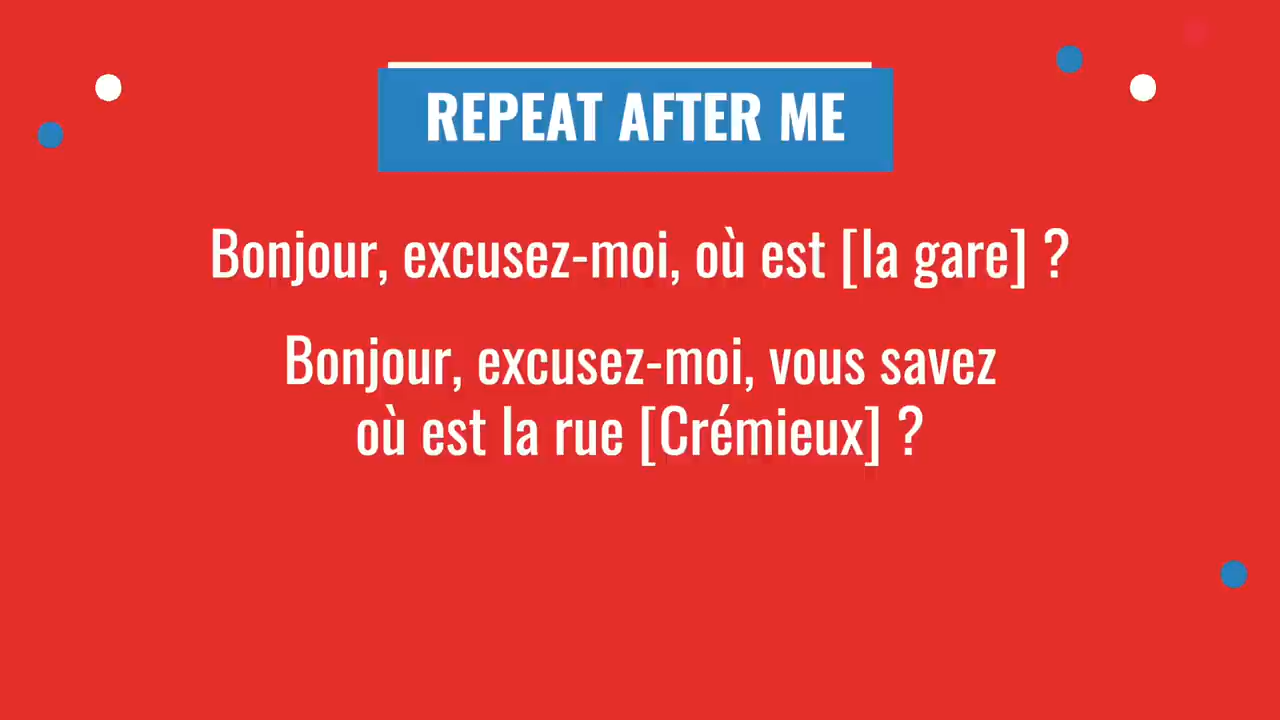 REPEAT AFTER ME
Bonjour, excusez-moi, où est [la gare] ?
Bonjour, excusez-moi, vous savez
où est la rue [Crémieux] ?